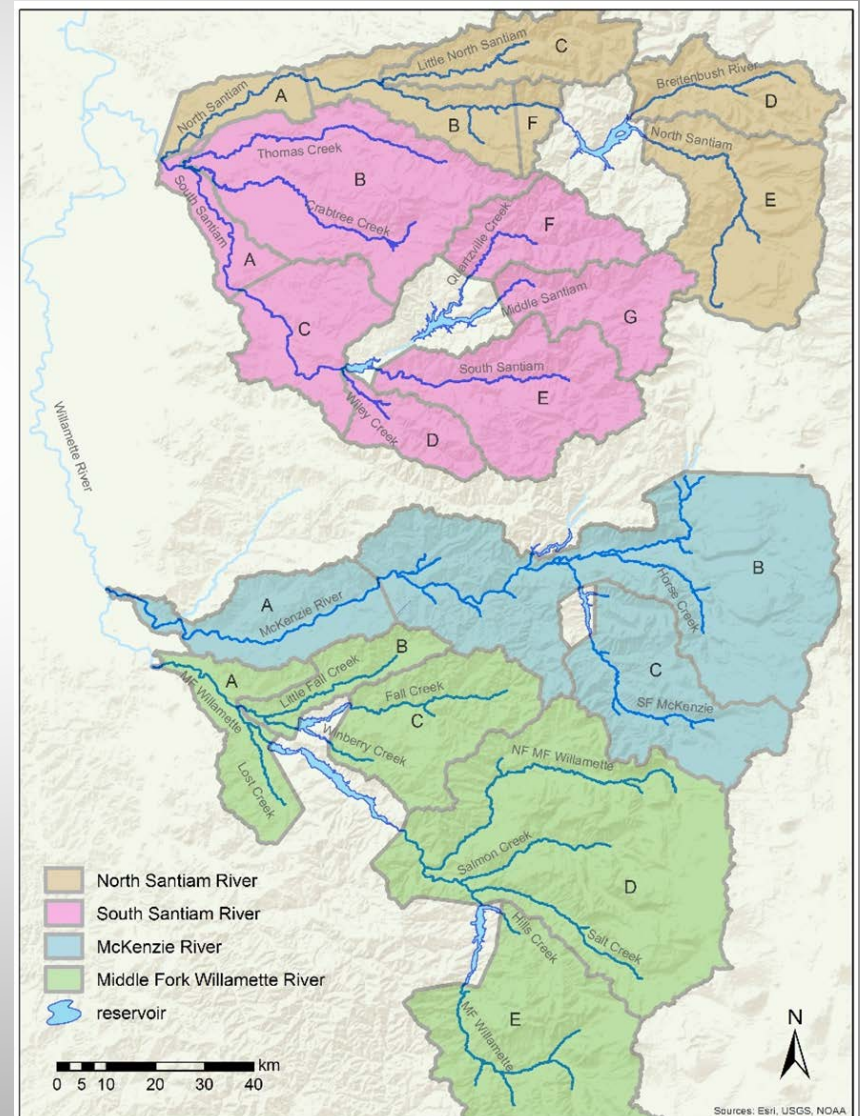 Little North Santiam
C
Breitenbush River
North Santiam
A
D
B
F
North Santiam
Thomas Creek
B
E
South Santiam
Crabtree Creek
Quartzville Creek
F
A
Middle Santiam
G
C
South Santiam
E
Wiley Creek
D
Willamette River
B
A
Horse Creek
McKenzie River
C
B
A
Little Fall Creek
Fall Creek
SF McKenzie
MF Willamette
C
Winberry Creek
NF MF Willamette
Lost Creek
Salmon Creek
D
Hills Creek
Salt Creek
E
MF Willamette
North Santiam River
South Santiam River
McKenzie River
Middle Fork Willamette River
reservoir
N
km
0 5 10 20 30 40
Sources: Esri, USGS, NOAA